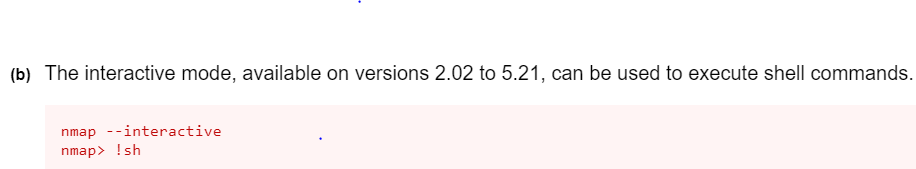 (b) The interactive mode, available on versions 2.02 to 5.21, can be used to execute shell commands.
nmap --interactive
nmap> !sh